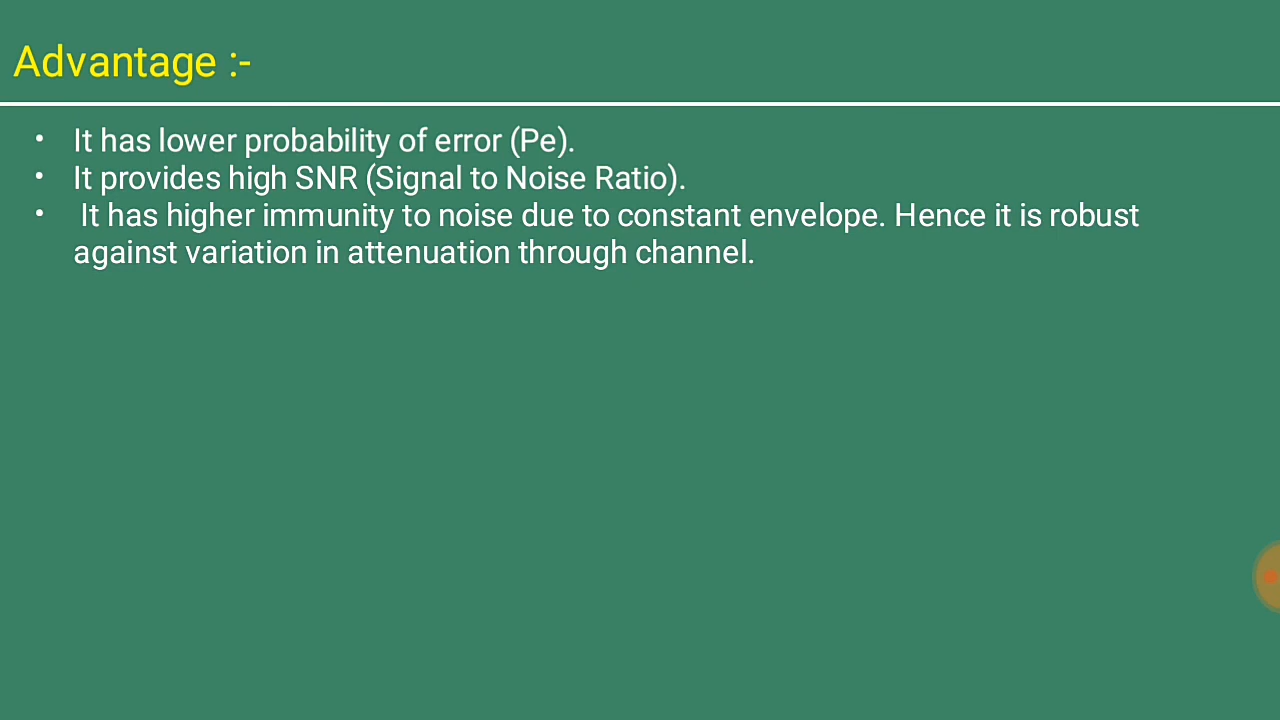 Advantage :-
• It has lower probability of error (Pe).
• It provides high SNR (Signal to Noise Ratio).
• It has higher immunity to noise due to constant envelope. Hence it is robust
against variation in attenuation through channel.